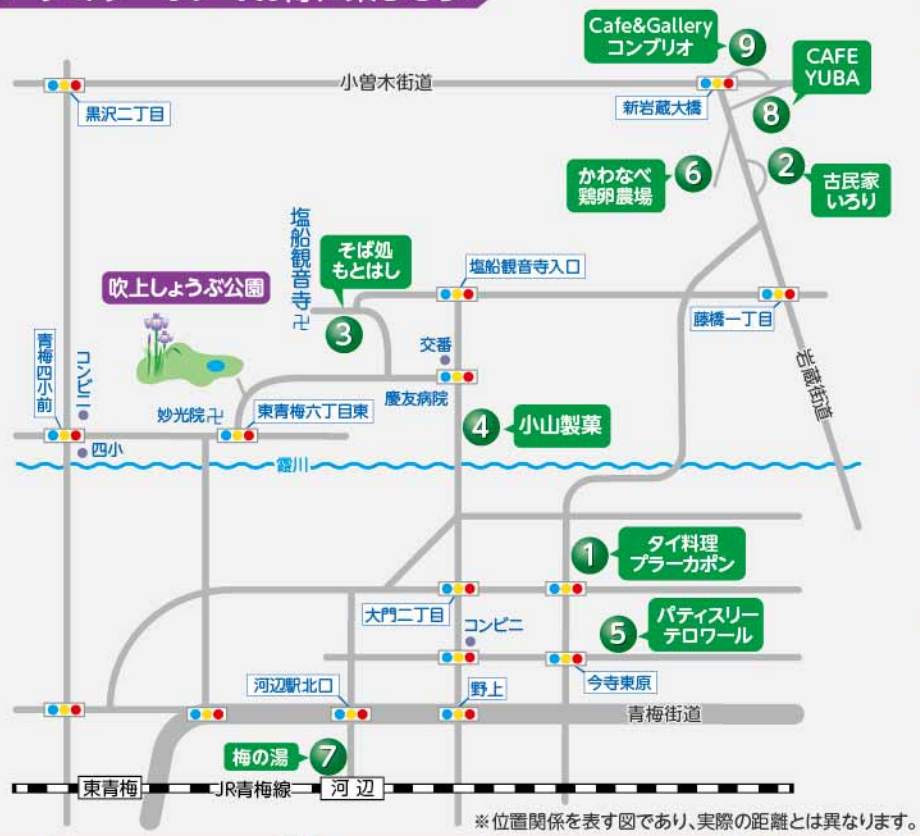 Cafe&Gallery
コンブリオ
9
CAFE
YUBA
8
小曽木街道
黒沢二丁目
新岩蔵大橋
かわなべ
鶏卵農場
6
2
古民家
いろり
塩船観音寺卍
そば処
もとはし
3
塩船観音寺入口
吹上しょうぶ公園
藤橋一丁目
岩蔵街道
青梅四小前
コンビニ
交番
慶友病院
妙光院卍
東青梅六丁目東
4
小山製菓
四小
霞川
1
タイ料理
プラーカポン
大門二丁目
コンビニ
5
パティスリー
テロワール
河辺駅北口
野上
今寺東原
青梅街道
梅の湯
7
東青梅
JR青梅線
河辺
※位置関係を表す図であり、実際の距離とは異なります。